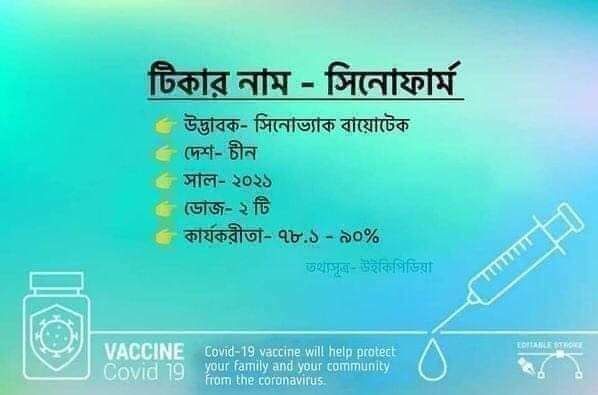 টিকার নাম - সিনোফার্ম
উদ্ভাবক- সিনোভ্যাক বায়োটেক
দেশ- চীন
সাল- ২০২১
ডোজ- ২ টি
কার্যকরীতা- ৭৮.১ - ৯০%
তথ্যসূত্র- উইকিপিডিয়া
VACCINE
Covid 19
Covid-19 vaccine will help protect
your family and your community
from the coronavirus.
EDITABLE STROKE